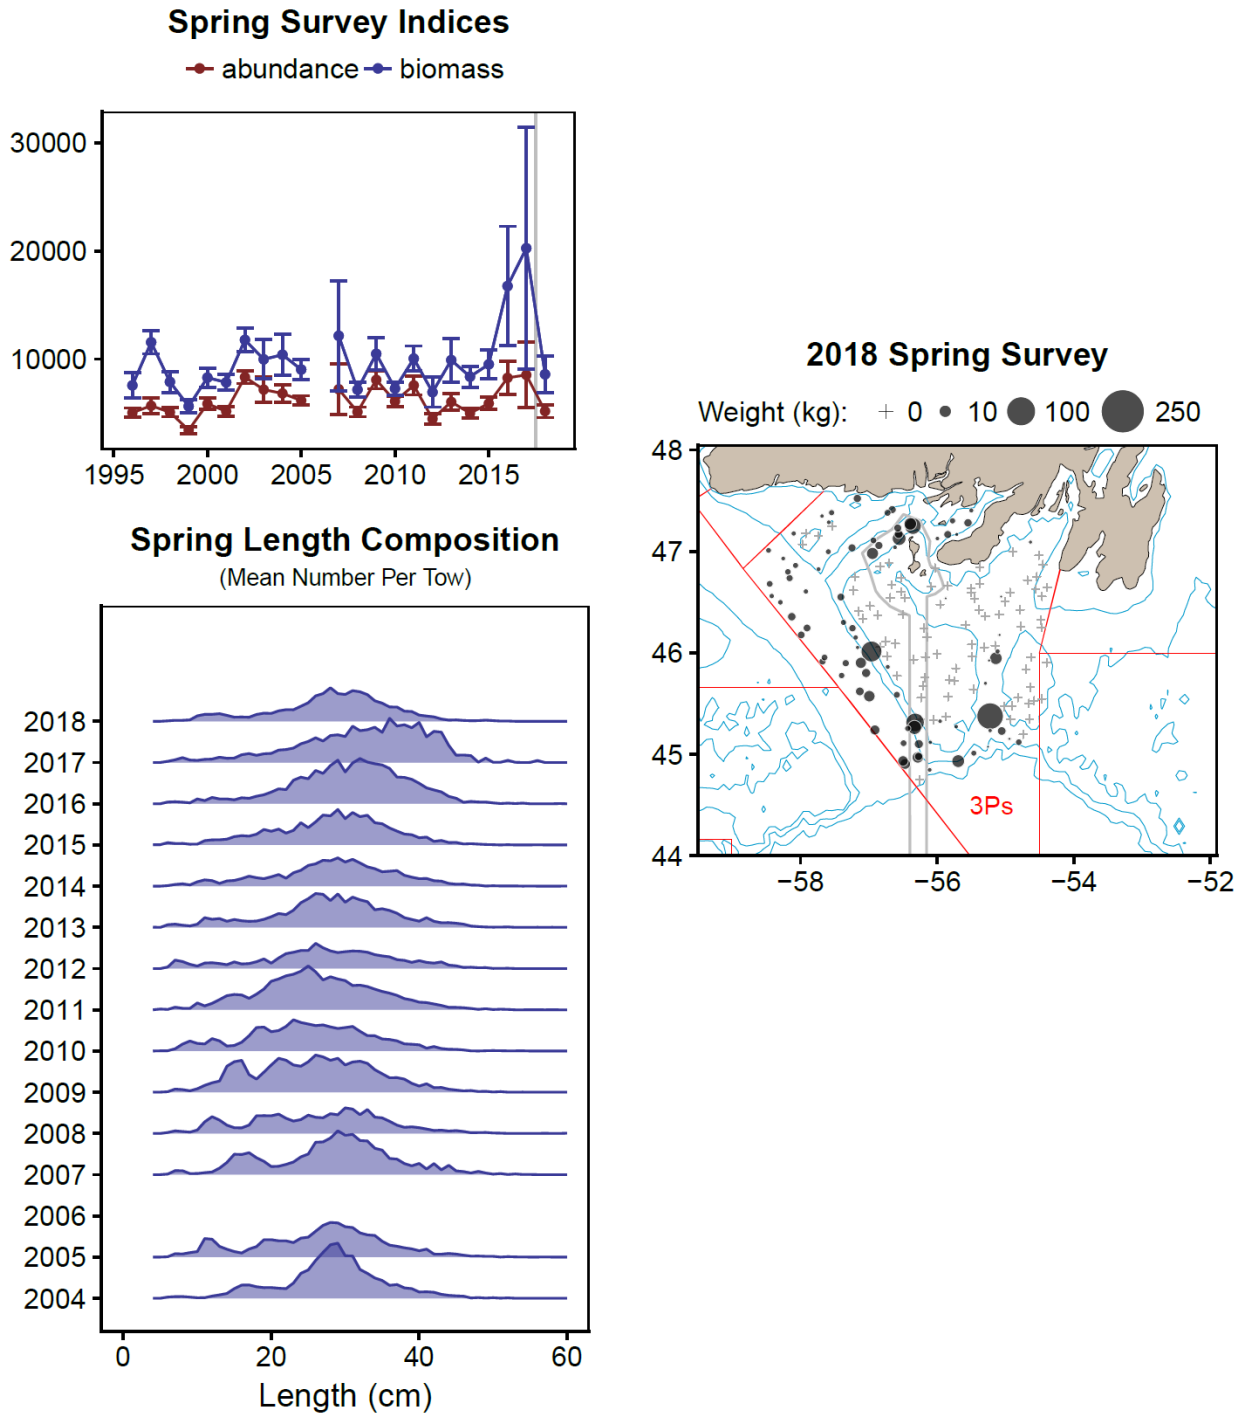 Spring Survey Indices
abundance biomass
30000
20000
10000
1995 2000 2005 2010 2015
Spring Length Composition
(Mean Number Per Tow)
2018
2017
2016
2015
2014
2013
2012
2011
2010
2009
2008
2007
2006
2005
2004
0 20 40 60
Length (cm)
2018 Spring Survey
Weight (kg): 0 10 100 250
48
47
46
45
44
3Ps
−58 −56 −54 −52